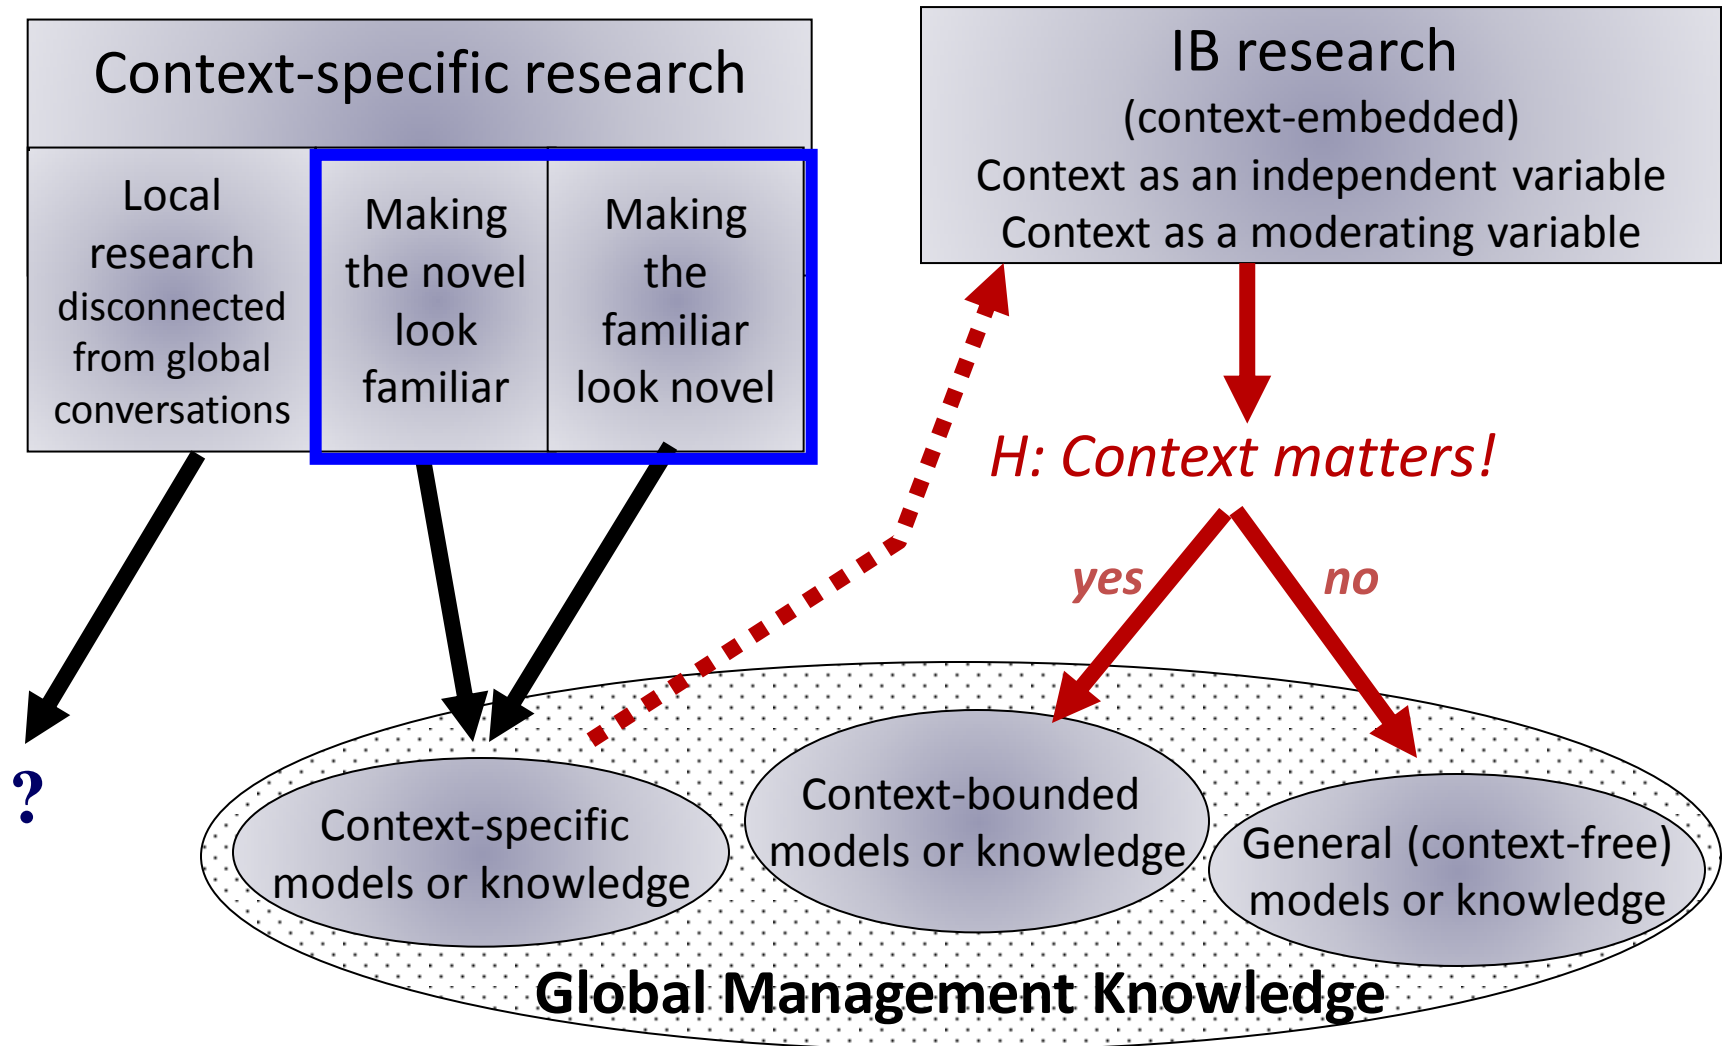 Context-specific research
Local
research
disconnected
from global
conversations
Making
the novel
look
familiar
Making
the
familiar
look novel
IB research
(context-embedded)
Context as an independent variable
Context as a moderating variable
H: Context matters!
yes
no
?
Context-specific
models or knowledge
Context-bounded
models or knowledge
General (context-free)
models or knowledge
Global Management Knowledge